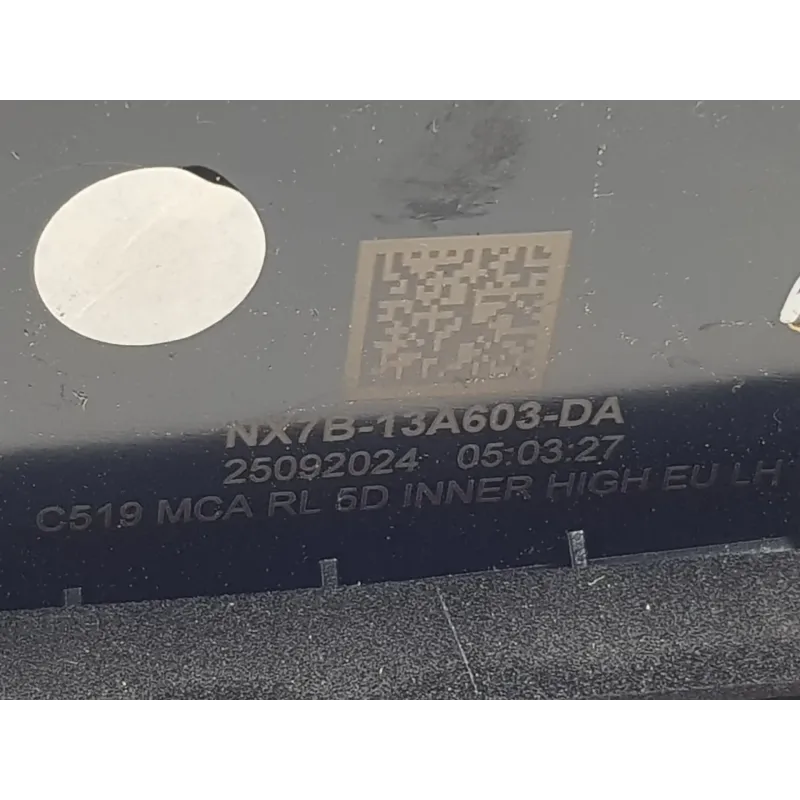 NX7B-13A603-DA
25092024 05:03:27
C519 MCA RL 5D INNER HIGH EU LH